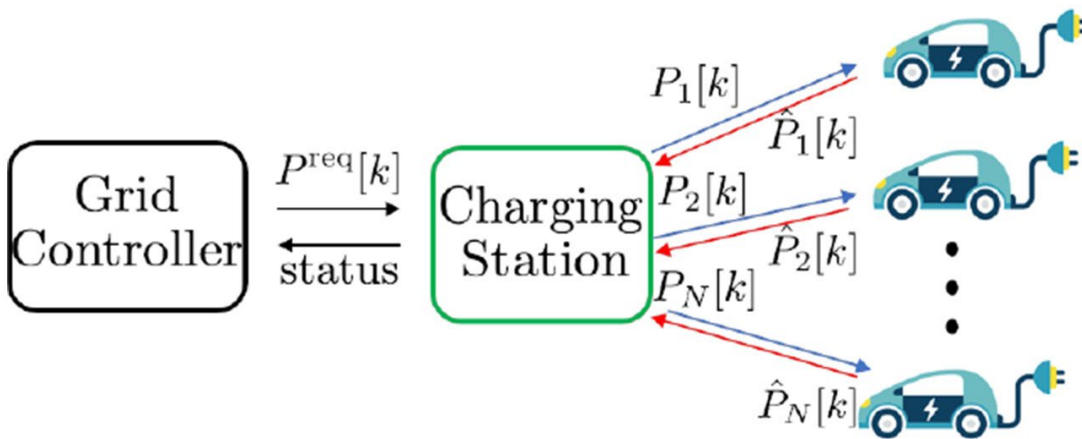 Grid
Controller
P^req[k]
status
Charging
Station
P_1[k]
P̂_1[k]
P_2[k]
P̂_2[k]
P_N[k]
P̂_N[k]